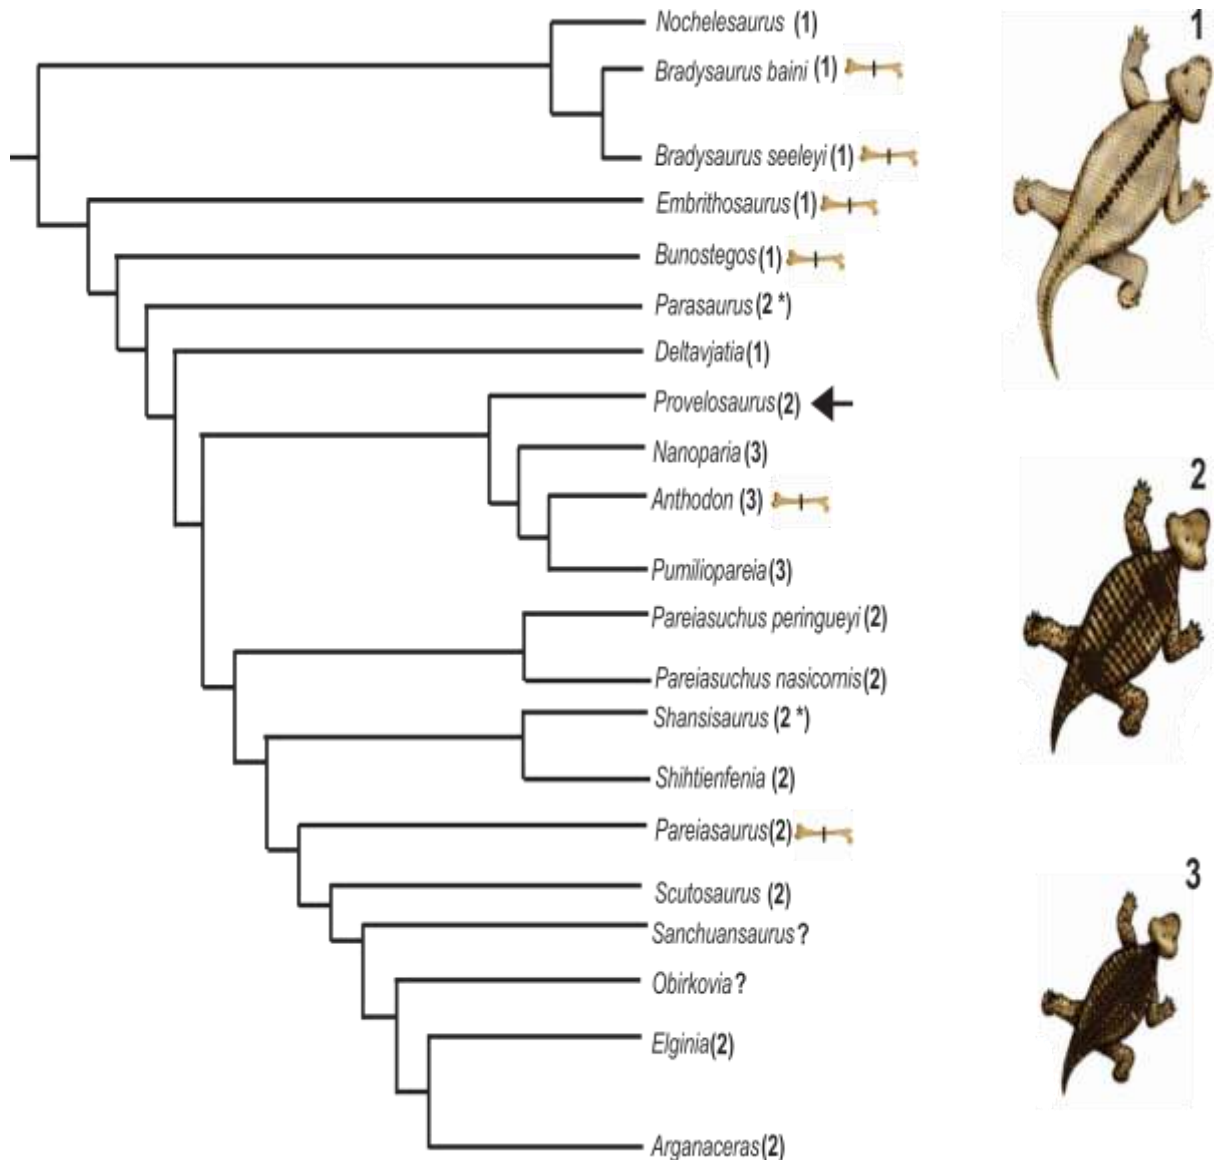 Nochelesaurus (1)
Bradysaurus baini (1)
Bradysaurus seeleyi (1)
Embrithosaurus (1)
Bunostegos (1)
Parasaurus (2 *)
Deltavjatia (1)
Provelosaurus (2)
Nanoparia (3)
Anthodon (3)
Pumiliopareia (3)
Pareiasuchus peringueyi (2)
Pareiasuchus nasicornis (2)
Shansisaurus (2 *)
Shihtienfenia (2)
Pareiasaurus (2)
Scutosaurus (2)
Sanchuansaurus ?
Obirkovia ?
Elginia (2)
Arganaceras (2)
1
2
3